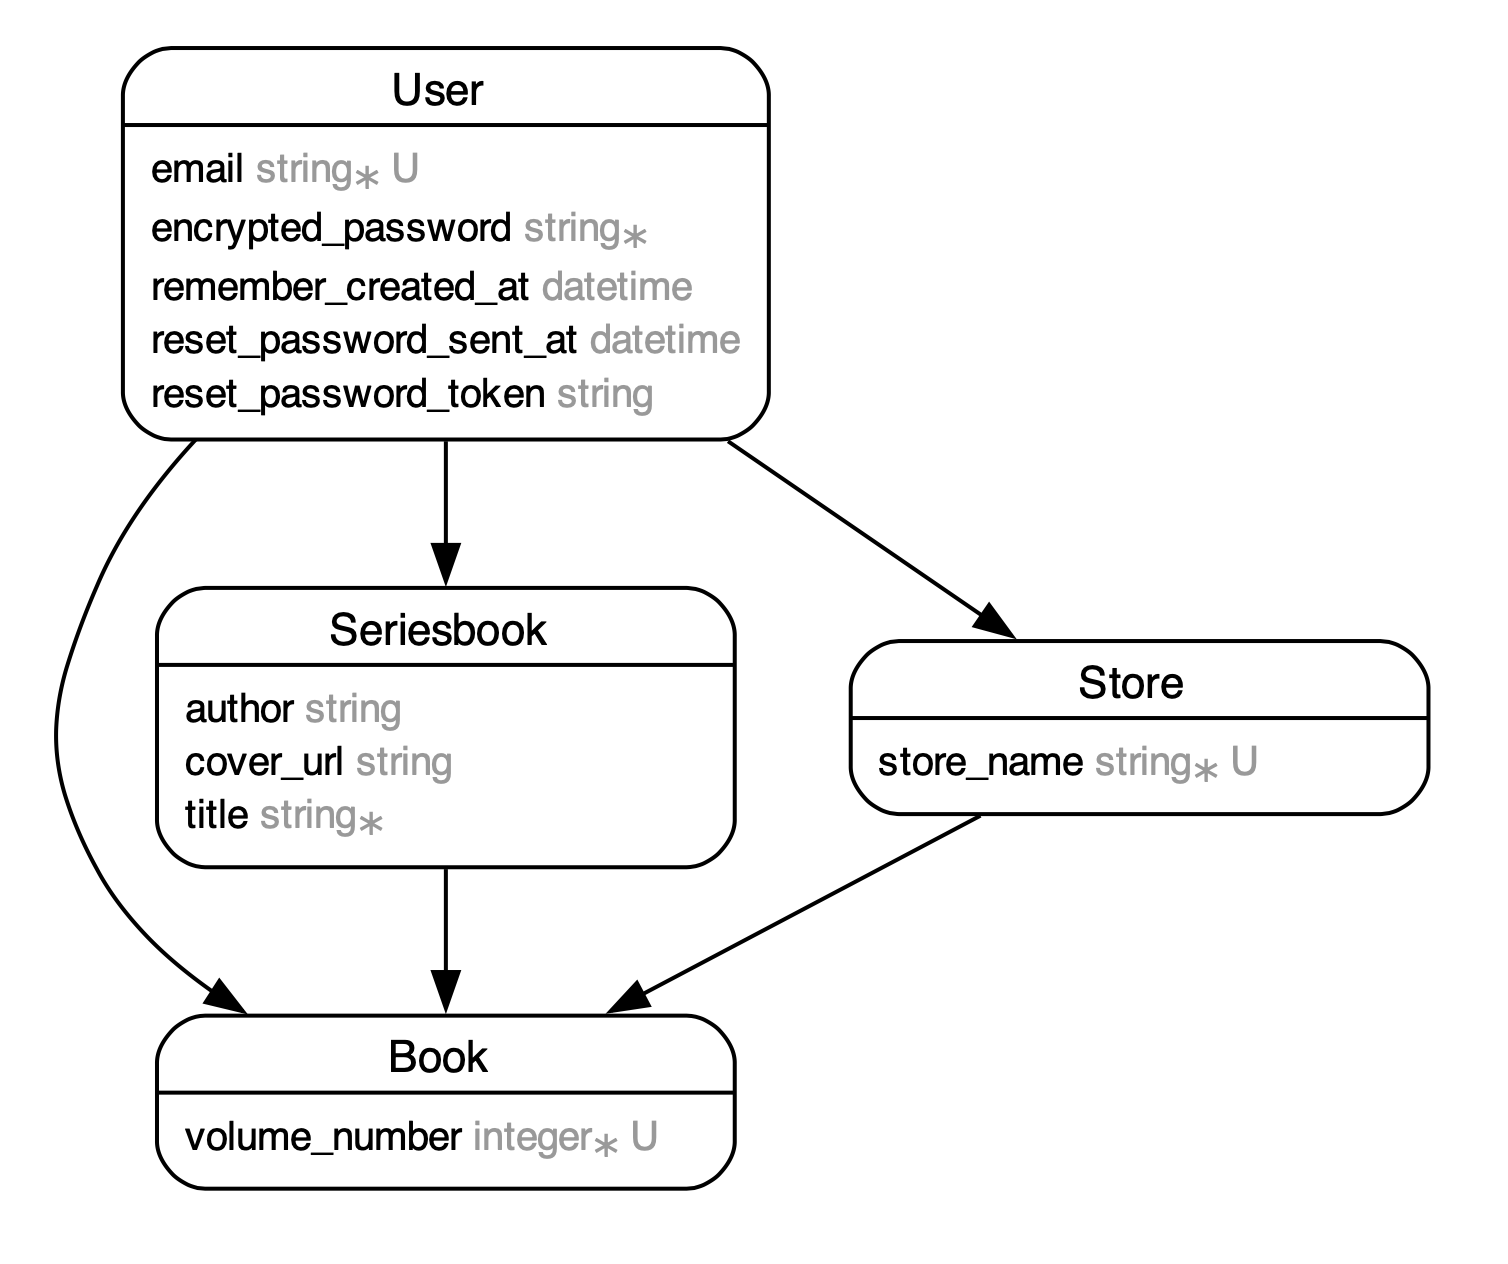 User
email string* U
encrypted_password string*
remember_created_at datetime
reset_password_sent_at datetime
reset_password_token string
Seriesbook
author string
cover_url string
title string*
Store
store_name string* U
Book
volume_number integer* U